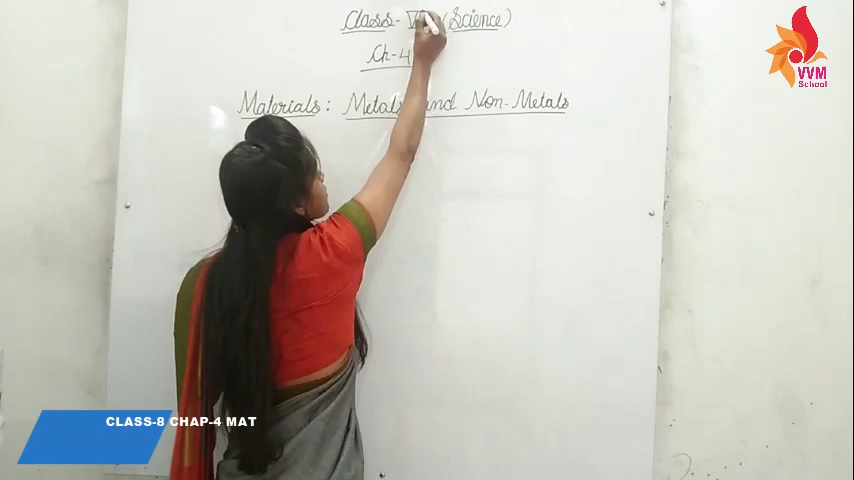 Class- (Science)
Ch-4
Materials: Metals and Non-Metals
VVM
School
CLASS-8 CHAP-4 MAT